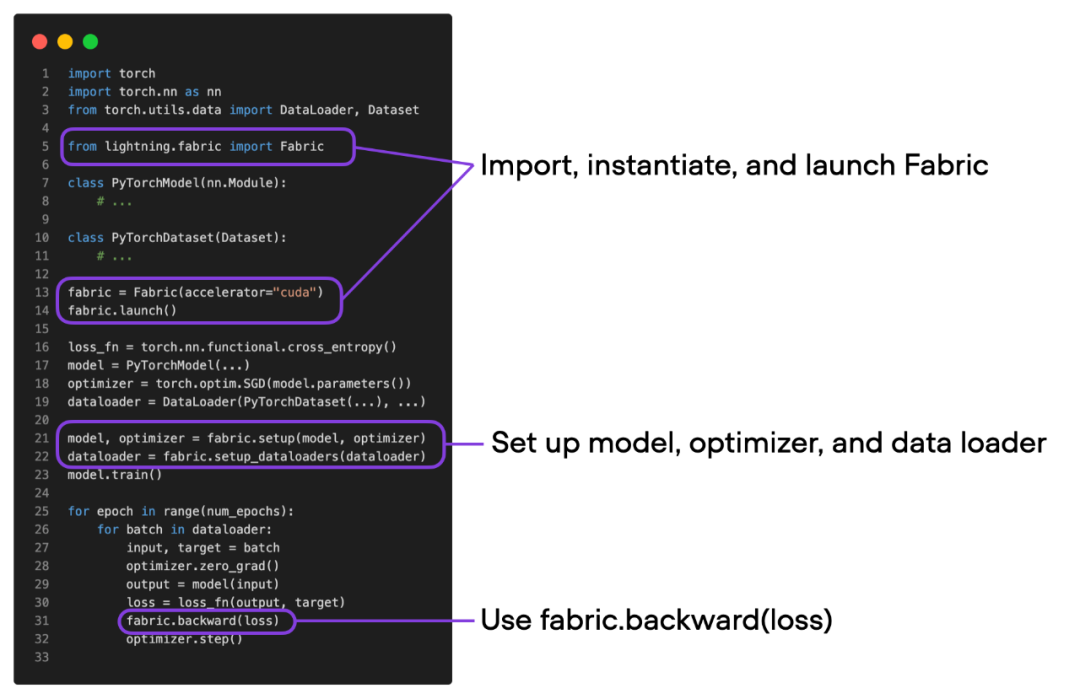 1 import torch
2 import torch.nn as nn
3 from torch.utils.data import DataLoader, Dataset
4
5 from lightning.fabric import Fabric
6
7 class PyTorchModel(nn.Module):
8     # ...
9
10 class PyTorchDataset(Dataset):
11     # ...
12
13 fabric = Fabric(accelerator="cuda")
14 fabric.launch()
15
16 loss_fn = torch.nn.functional.cross_entropy()
17 model = PyTorchModel(...)
18 optimizer = torch.optim.SGD(model.parameters())
19 dataloader = DataLoader(PyTorchDataset(...), ...)
20
21 model, optimizer = fabric.setup(model, optimizer)
22 dataloader = fabric.setup_dataloaders(dataloader)
23 model.train()
24
25 for epoch in range(num_epochs):
26     for batch in dataloader:
27         input, target = batch
28         optimizer.zero_grad()
29         output = model(input)
30         loss = loss_fn(output, target)
31         fabric.backward(loss)
32         optimizer.step()
33
Import, instantiate, and launch Fabric
Set up model, optimizer, and data loader
Use fabric.backward(loss)